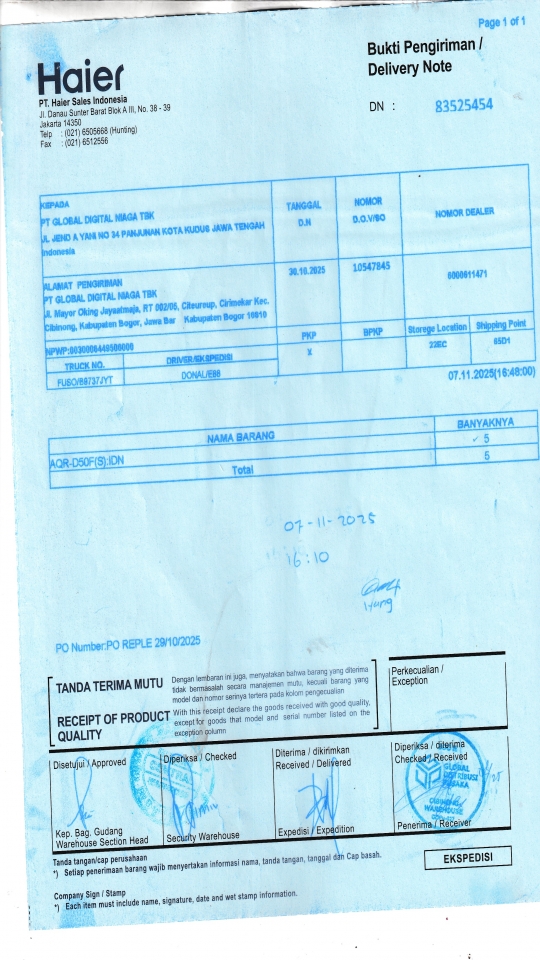 Page 1 of 1
Haier
PT. Haier Sales Indonesia
Jl. Danau Sunter Barat Blok A III, No. 38 - 39
Jakarta 14350
Telp : (021) 6505668 (Hunting)
Fax : (021) 6512556
Bukti Pengiriman /
Delivery Note
DN : 83525454
KEPADA
PT GLOBAL DIGITAL NIAGA TBK
JL JEND A YANI NO 24 PANJUNAN KOTA KUDUS JAWA TENGAH
Indonesia
TANGGAL
D.N
NOMOR
D.O.V/SO
NOMOR DEALER
ALAMAT PENGIRIMAN
PT GLOBAL DIGITAL NIAGA TBK
Jl. Mayor Oking Jayaatmaja, RT 002/05, Citeureup, Cirimekar Kec.
Cibinong, Kabupaten Bogor, Jawa Bar Kabupaten Bogor 16910
30.10.2025
10547845
0000011471
NPWP:
PKP
BPKP
Storege Location
Shipping Point
TRUCK NO.
DRIVER/EKSPEDISI
X
22EC
65D1
FUSO/B9737JYT
DONAL/E88
07.11.2025(16:48:00)
NAMA BARANG
BANYAKNYA
AQR-D50F(S):IDN
5
Total
5
07-11-2025
16:10
PO Number:PO REPLE 29/10/2025
TANDA TERIMA MUTU
Dengan lembaran ini juga, menyatakan bahwa barang yang diterima
tidak bermasalah secara manajemen mutu, kecuali barang yang
model dan nomor serinya tertera pada kolom pengecualian
RECEIPT OF PRODUCT
QUALITY
With this receipt declare the goods received with good quality,
except for goods that model and serial number listed on the
exception column
Perkecualian /
Exception
Disetujui / Approved
Diperiksa / Checked
Diterima / dikirimkan
Received / Delivered
Diperiksa / diterima
Checked / Received
GLOBAL
DISTRIBUSI
PUSAKA
CIBINONG
WAREHOUSE
Kep. Bag. Gudang
Warehouse Section Head
Security Warehouse
Expedisi / Expedition
Penerima / Receiver
Tanda tangan/cap perusahaan
*) Setiap penerimaan barang wajib menyertakan informasi nama, tanda tangan, tanggal dan Cap basah.
EKSPEDISI
Company Sign / Stamp
*) Each item must include name, signature, date and wet stamp information.